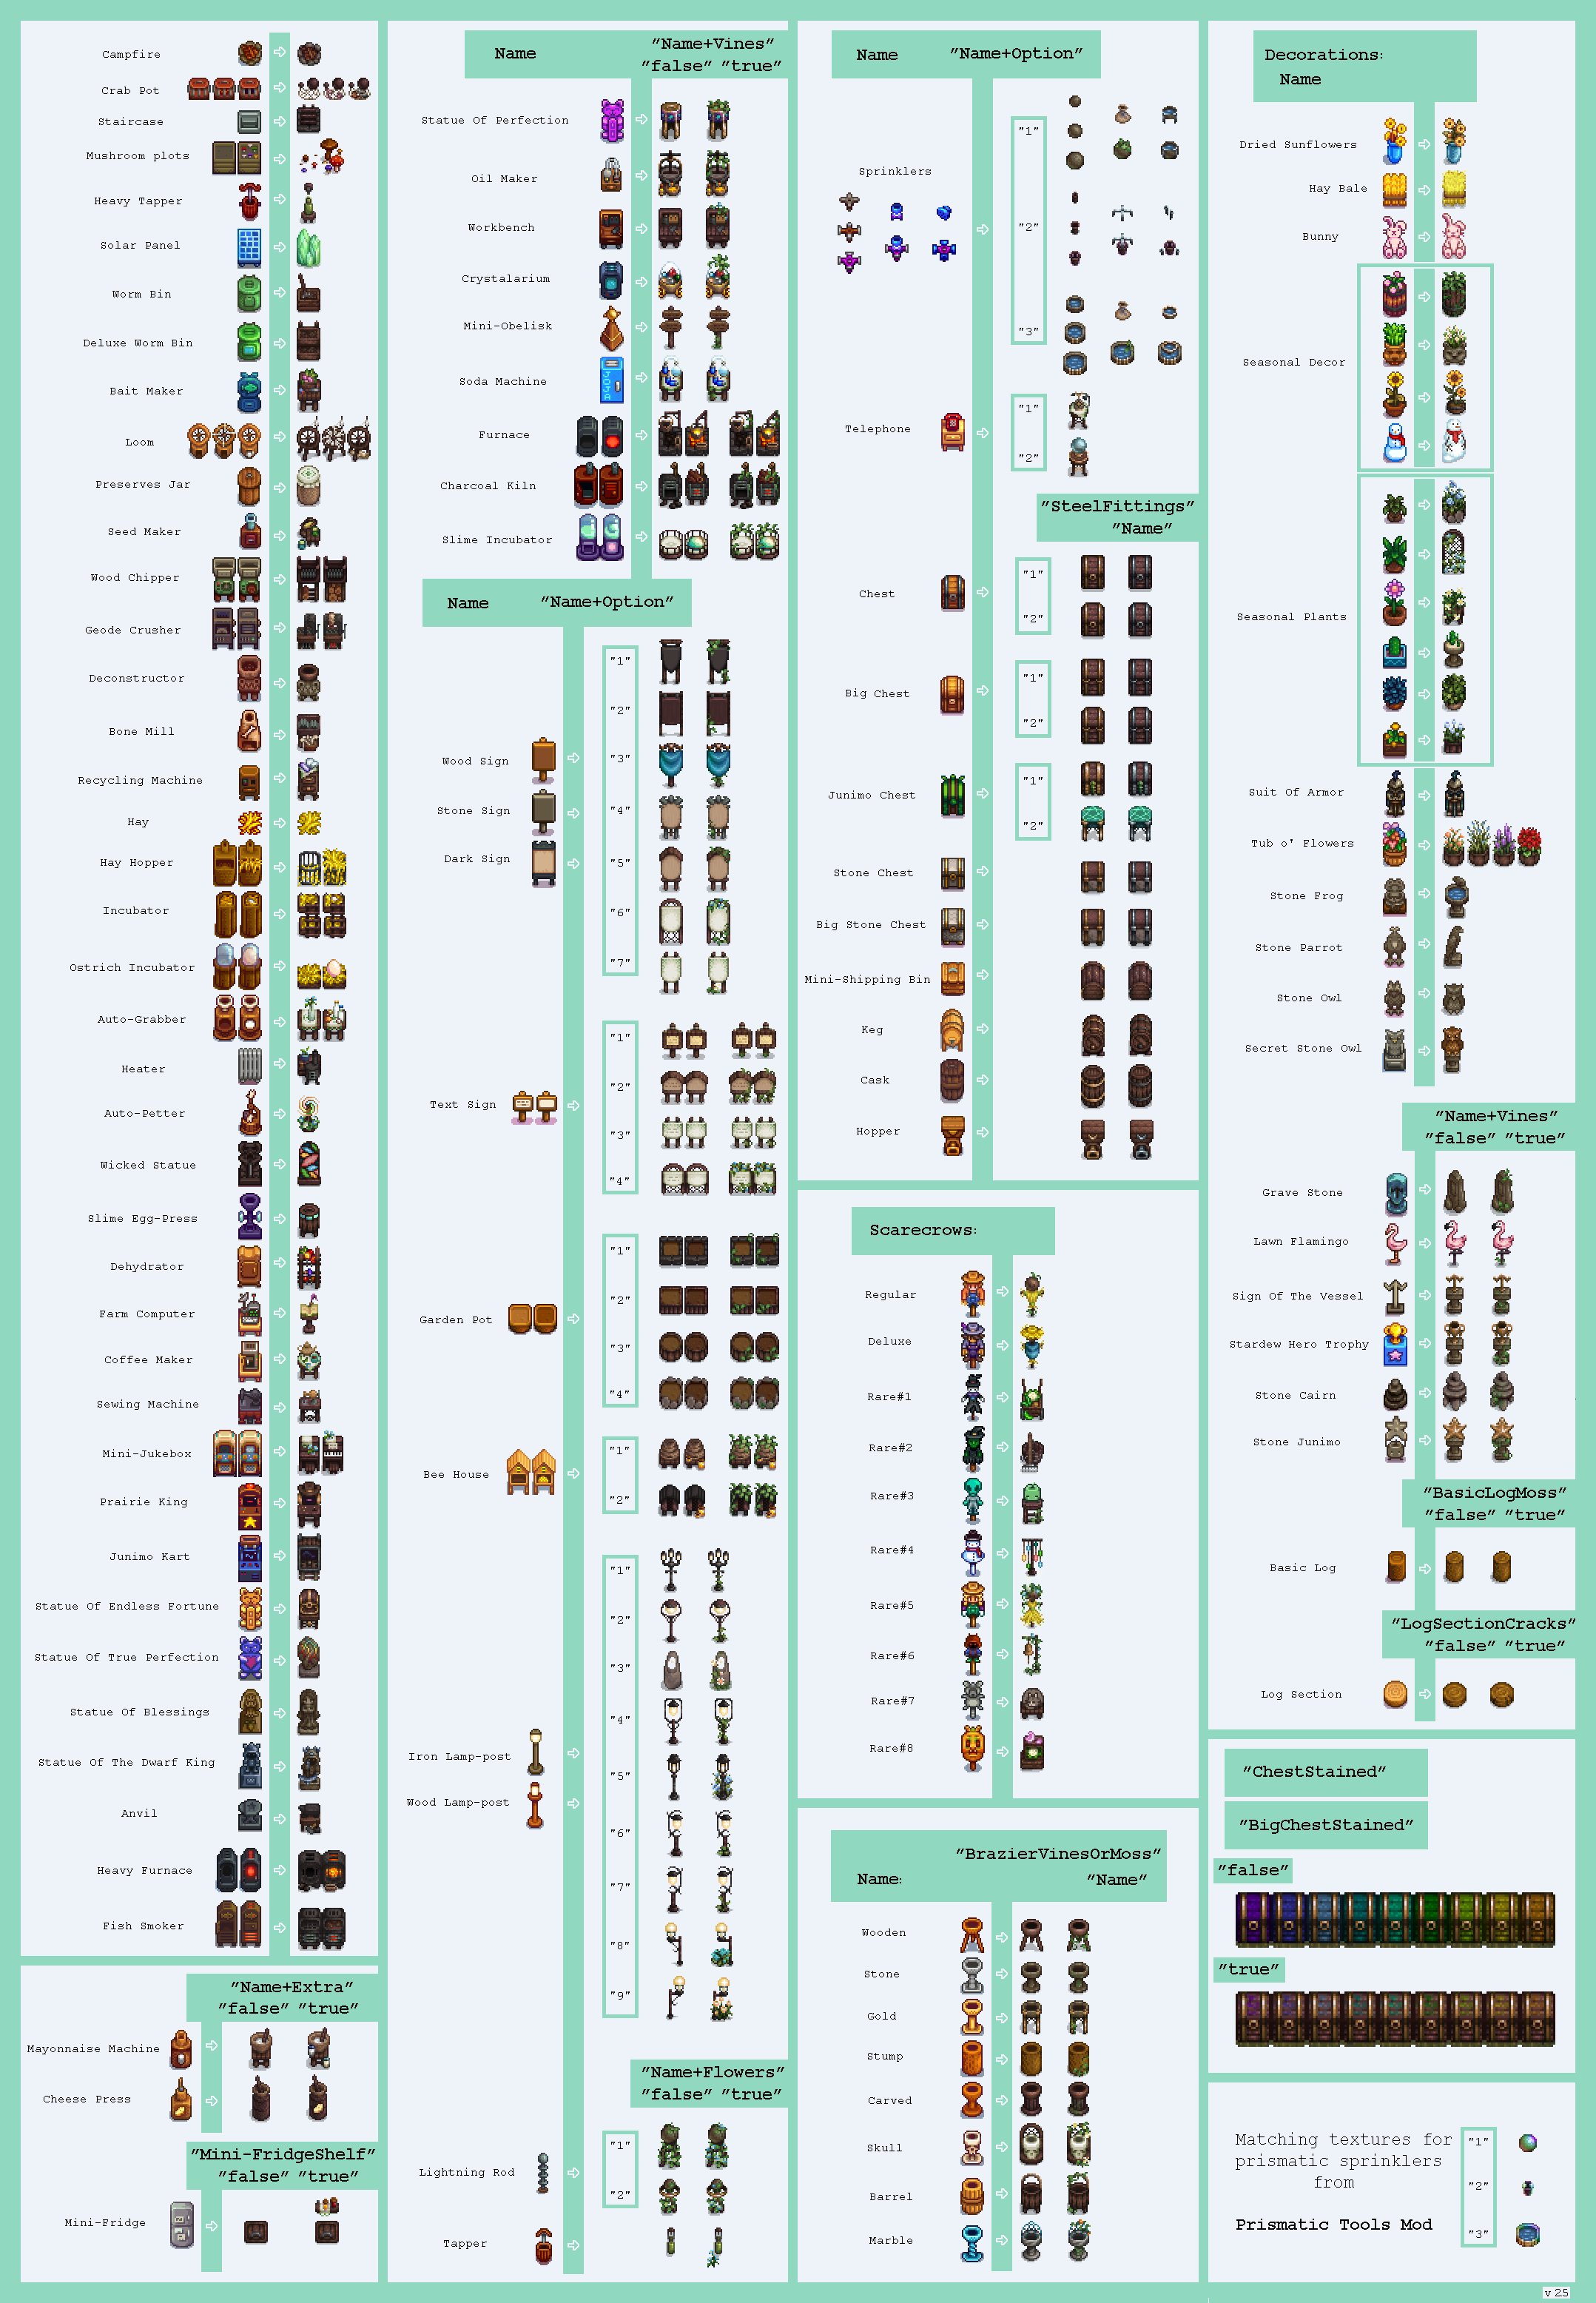 Campfire
Crab Pot
Staircase
Mushroom plots
Heavy Tapper
Solar Panel
Worm Bin
Deluxe Worm Bin
Bait Maker
Loom
Preserves Jar
Seed Maker
Wood Chipper
Geode Crusher
Deconstructor
Bone Mill
Recycling Machine
Hay
Hay Hopper
Incubator
Ostrich Incubator
Auto-Grabber
Heater
Auto-Petter
Wicked Statue
Slime Egg-Press
Dehydrator
Farm Computer
Coffee Maker
Sewing Machine
Mini-Jukebox
Prairie King
Junimo Kart
Statue Of Endless Fortune
Statue Of True Perfection
Statue Of Blessings
Statue Of The Dwarf King
Anvil
Heavy Furnace
Fish Smoker
"Name+Extra"
"false" "true"
Mayonnaise Machine
Cheese Press
"Mini-FridgeShelf"
"false" "true"
Mini-Fridge
Name "Name+Vines"
"false" "true"
Statue Of Perfection
Oil Maker
Workbench
Crystalarium
Mini-Obelisk
Soda Machine
JOJA
Furnace
Charcoal Kiln
Slime Incubator
Name "Name+Option"
"1"
"2"
"3"
Wood Sign
"4"
Stone Sign
"5"
Dark Sign
"6"
"7"
"1"
"2"
Text Sign
"3"
"4"
"1"
"2"
Garden Pot
"3"
"4"
"1"
Bee House
"2"
"1"
"2"
"3"
"4"
Iron Lamp-post
"5"
Wood Lamp-post
"6"
"7"
"8"
"9"
"Name+Flowers"
"false" "true"
"1"
Lightning Rod
"2"
Tapper
Name "Name+Option"
"1"
Sprinklers
"2"
"3"
"1"
Telephone
"2"
"SteelFittings"
"Name"
"1"
Chest
"2"
"1"
Big Chest
"2"
"1"
Junimo Chest
"2"
Stone Chest
Big Stone Chest
Mini-Shipping Bin
Keg
Cask
Hopper
Scarecrows:
Regular
Deluxe
Rare#1
Rare#2
Rare#3
Rare#4
Rare#5
Rare#6
Rare#7
Rare#8
"BrazierVinesOrMoss"
Name: "Name"
Wooden
Stone
Gold
Stump
Carved
Skull
Barrel
Marble
Decorations:
Name
Dried Sunflowers
Hay Bale
Bunny
Seasonal Decor
Seasonal Plants
Suit Of Armor
Tub o' Flowers
Stone Frog
Stone Parrot
Stone Owl
Secret Stone Owl
"Name+Vines"
"false" "true"
Grave Stone
Lawn Flamingo
Sign Of The Vessel
Stardew Hero Trophy
Stone Cairn
Stone Junimo
"BasicLogMoss"
"false" "true"
Basic Log
"LogSectionCracks"
"false" "true"
Log Section
"ChestStained"
"BigChestStained"
"false"
"true"
Matching textures for
prismatic sprinklers
from
Prismatic Tools Mod
"1"
"2"
"3"
v 2.5